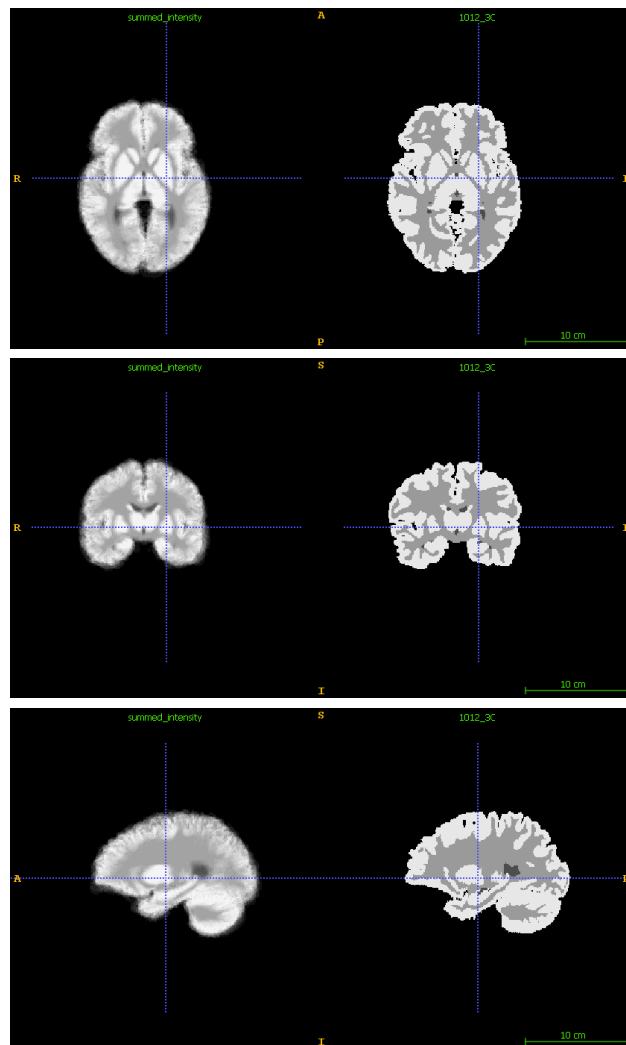 summed_intensity A 1012_3C
R
P 10 cm
summed_intensity S 1012_3C
R
I 10 cm
summed_intensity S 1012_3C
A
I 10 cm